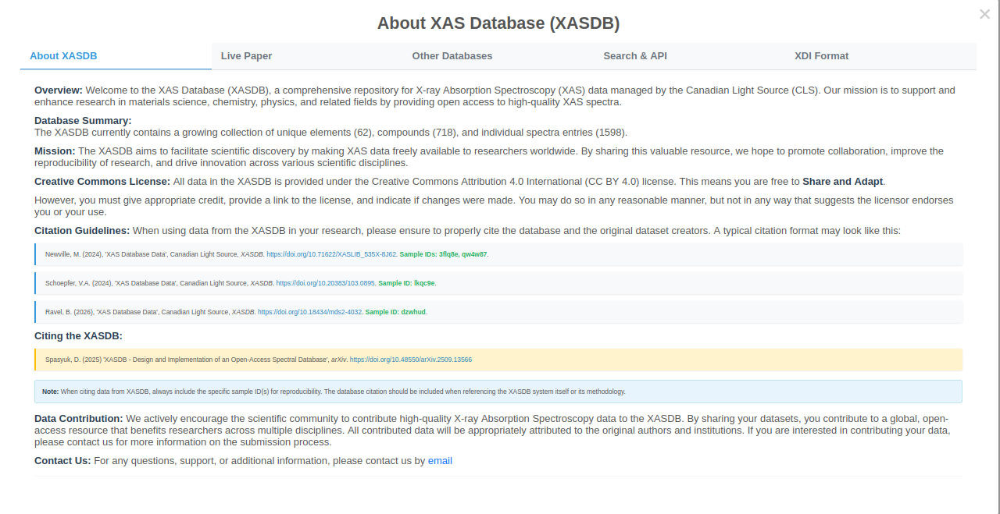 About XAS Database (XASDB)
×
About XASDB
Live Paper
Other Databases
Search & API
XDI Format
Overview: Welcome to the XAS Database (XASDB), a comprehensive repository for X-ray Absorption Spectroscopy (XAS) data managed by the Canadian Light Source (CLS). Our mission is to support and
enhance research in materials science, chemistry, physics, and related fields by providing open access to high-quality XAS spectra.
Database Summary:
The XASDB currently contains a growing collection of unique elements (62), compounds (718), and individual spectra entries (1598).
Mission: The XASDB aims to facilitate scientific discovery by making XAS data freely available to researchers worldwide. By sharing this valuable resource, we hope to promote collaboration, improve the
reproducibility of research, and drive innovation across various scientific disciplines.
Creative Commons License: All data in the XASDB is provided under the Creative Commons Attribution 4.0 International (CC BY 4.0) license. This means you are free to Share and Adapt.
However, you must give appropriate credit, provide a link to the license, and indicate if changes were made. You may do so in any reasonable manner, but not in any way that suggests the licensor endorses
you or your use.
Citation Guidelines: When using data from the XASDB in your research, please ensure to properly cite the database and the original dataset creators. A typical citation format may look like this:
Newville, M. (2024), 'XAS Database Data', Canadian Light Source, XASDB. https://doi.org/10.71622/XASLIB_535X-8J62. Sample IDs: 3flq8e, qw4w87.
Schoepfer, V.A. (2024), 'XAS Database Data', Canadian Light Source, XASDB. https://doi.org/10.20383/103.0895. Sample ID: lkqc9e.
Ravel, B. (2026), 'XAS Database Data', Canadian Light Source, XASDB. https://doi.org/10.18434/mds2-4032. Sample ID: dzwhud.
Citing the XASDB:
Spasyuk, D. (2025) 'XASDB - Design and Implementation of an Open-Access Spectral Database', arXiv. https://doi.org/10.48550/arXiv.2509.13566
Note: When citing data from XASDB, always include the specific sample ID(s) for reproducibility. The database citation should be included when referencing the XASDB system itself or its methodology.
Data Contribution: We actively encourage the scientific community to contribute high-quality X-ray Absorption Spectroscopy data to the XASDB. By sharing your datasets, you contribute to a global, open-
access resource that benefits researchers across multiple disciplines. All contributed data will be appropriately attributed to the original authors and institutions. If you are interested in contributing your data,
please contact us for more information on the submission process.
Contact Us: For any questions, support, or additional information, please contact us by email